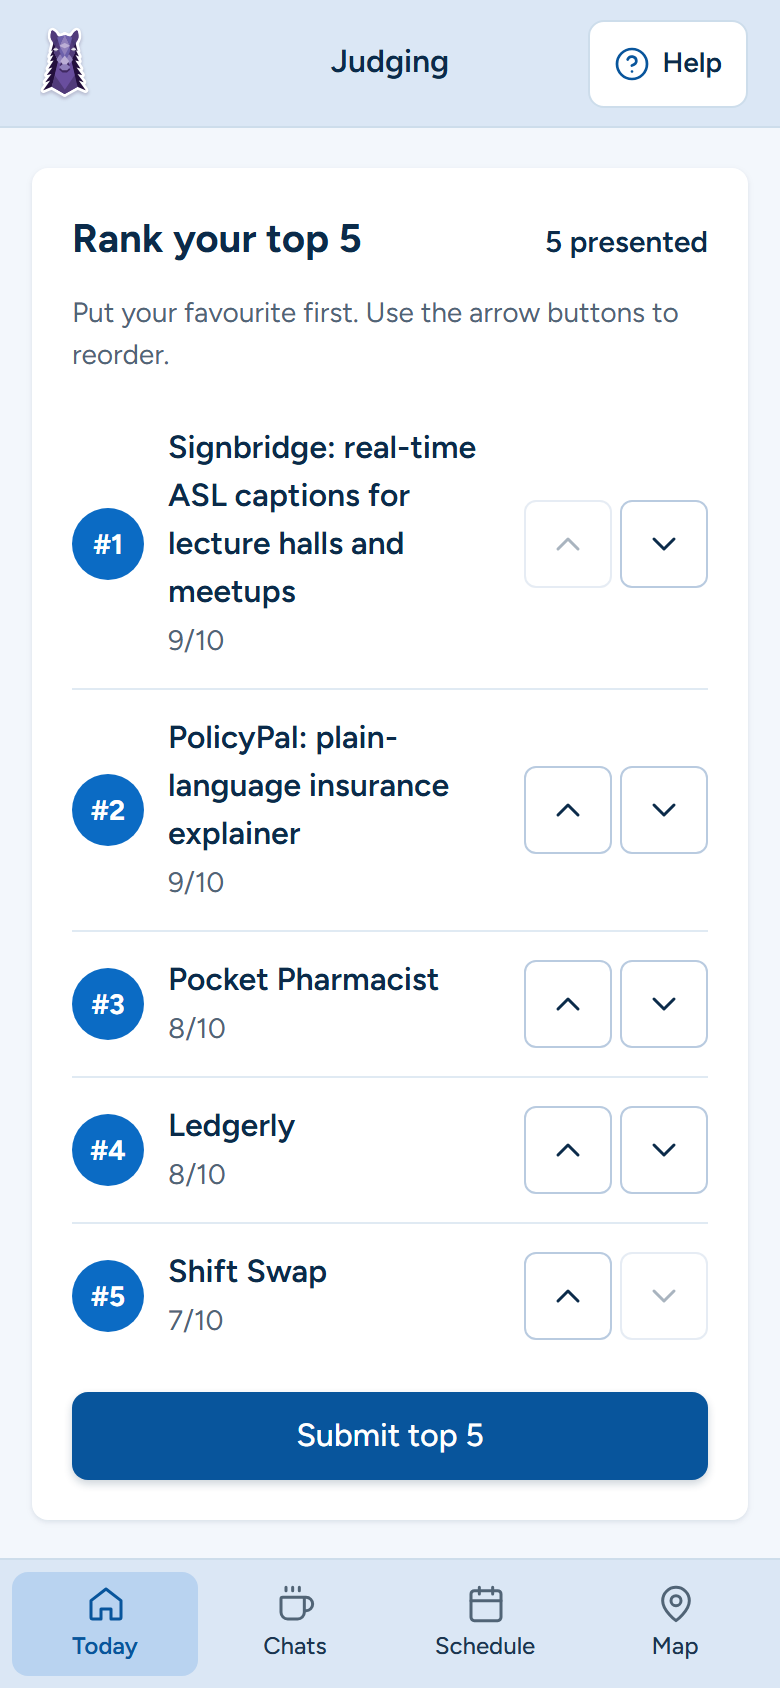 Judging
Help
Rank your top 5
5 presented
Put your favourite first. Use the arrow buttons to
reorder.
#1
Signbridge: real-time
ASL captions for
lecture halls and
meetups
9/10
#2
PolicyPal: plain-
language insurance
explainer
9/10
#3
Pocket Pharmacist
8/10
#4
Ledgerly
8/10
#5
Shift Swap
7/10
Submit top 5
Today
Chats
Schedule
Map